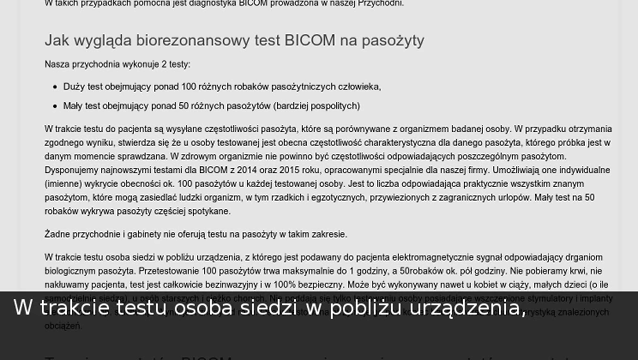 W takich przypadkach pomocna jest diagnostyka BICOM prowadzona w naszej Przychodni.
Jak wygląda biorezonansowy test BICOM na pasożyty
Nasza przychodnia wykonuje 2 testy:
Duży test obejmujący ponad 100 różnych robaków pasożytniczych człowieka,
Mały test obejmujący ponad 50 różnych pasożytów (bardziej pospolitych)
W trakcie testu do pacjenta są wysyłane częstotliwości pasożyta, które są porównywane z organizmem badanej osoby. W przypadku otrzymania
zgodnego wyniku, stwierdza się że u osoby testowanej jest obecna częstotliwość charakterystyczna dla danego pasożyta, którego próbka jest w
danym momencie sprawdzana. W zdrowym organizmie nie powinno być częstotliwości odpowiadających poszczególnym pasożytom.
Dysponujemy najnowszymi testami dla BICOM z 2014 oraz 2015 roku, opracowanymi specjalnie dla naszej firmy. Umożliwiają one indywidualne
(imienne) wykrycie obecności ok. 100 pasożytów u każdej testowanej osoby. Jest to liczba odpowiadająca praktycznie wszystkim znanym
pasożytom, które mogą zasiedlać ludzki organizm, w tym rzadkich i egzotycznych, przywiezionych z zagranicznych urlopów. Mały test na 50
robaków wykrywa pasożyty częściej spotykane.
Żadne przychodnie i gabinety nie oferują testu na pasożyty w takim zakresie.
W trakcie testu osoba siedzi w pobliżu urządzenia, z którego jest podawany do pacjenta elektromagnetycznie sygnał odpowiadający drganiom
biologicznym pasożyta. Przetestowanie 100 pasożytów trwa maksymalnie do 1 godziny, a 50robaków ok. pół godziny. Nie pobieramy krwi, nie
nakłuwamy pacjenta, test jest całkowicie bezinwazyjny i w 100% bezpieczny. Może być wykonywany nawet u kobiet w ciąży, małych dzieci (o ile
W trakcie testu osoba siedzi w pobliżu urządzenia,
obciążeń.